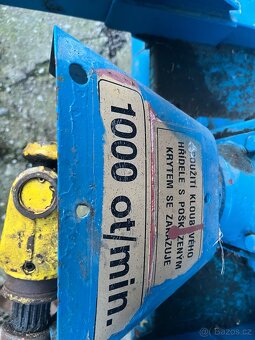 1000 ot/min.
POUŽITÍ KLOUBOVÉHO
HŘÍDELE S POŠKOZENÝM
KRYTEM SE ZAKAZUJE
Bazos.cz